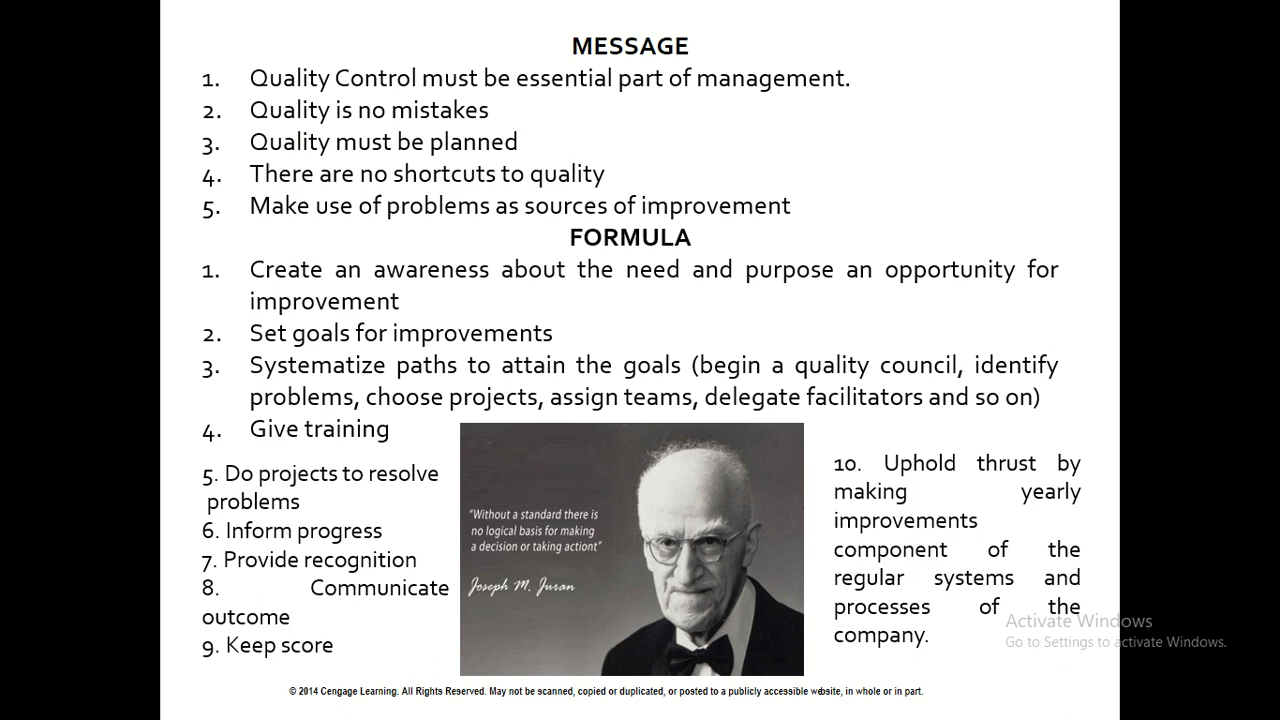 MESSAGE
1. Quality Control must be essential part of management.
2. Quality is no mistakes
3. Quality must be planned
4. There are no shortcuts to quality
5. Make use of problems as sources of improvement
FORMULA
1. Create an awareness about the need and purpose an opportunity for
improvement
2. Set goals for improvements
3. Systematize paths to attain the goals (begin a quality council, identify
problems, choose projects, assign teams, delegate facilitators and so on)
4. Give training
5. Do projects to resolve
problems
6. Inform progress
7. Provide recognition
8. Communicate
outcome
9. Keep score
"Without a standard there is
no logical basis for making
a decision or taking action!"
Joseph M. Juran
10. Uphold thrust by
making yearly
improvements
component of the
regular systems and
processes of the
company.
Activate Windows
Go to Settings to activate Windows.
© 2014 Cengage Learning. All Rights Reserved. May not be scanned, copied or duplicated, or posted to a publicly accessible website, in whole or in part.